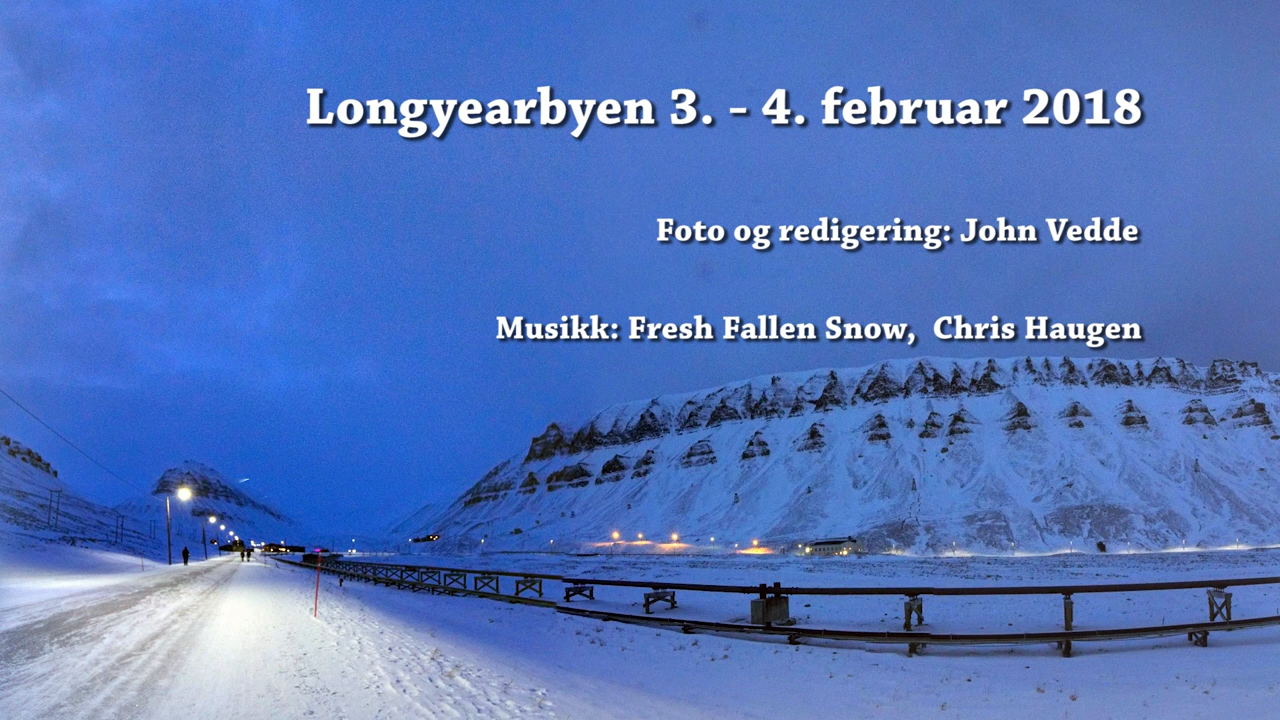 Longyearbyen 3. - 4. februar 2018
Foto og redigering: John Vedde
Musikk: Fresh Fallen Snow, Chris Haugen